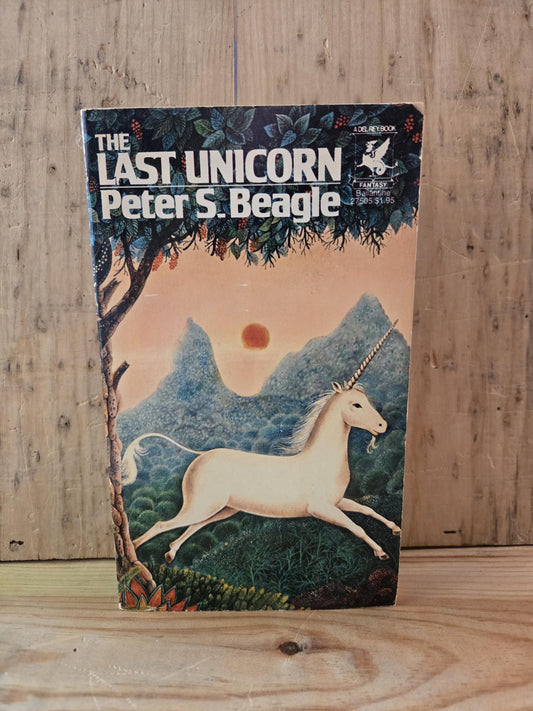 THE
LAST UNICORN
Peter S. Beagle
A DEL REY BOOK
FANTASY
Ballantine
27505 $1.95